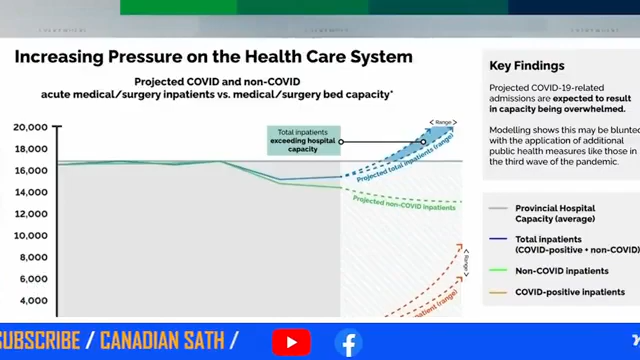 Increasing Pressure on the Health Care System
Projected COVID and non-COVID
acute medical/surgery inpatients vs. medical/surgery bed capacity*
20,000
18,000
16,000
14,000
12,000
10,000
8,000
6,000
4,000
Total inpatients
exceeding hospital
capacity
< Range >
Projected total inpatients (range)
Projected non-COVID inpatients
< Range >
(range)
Key Findings
Projected COVID-19-related
admissions are expected to result
in capacity being overwhelmed.
Modelling shows this may be blunted
with the application of additional
public health measures like those in
the third wave of the pandemic.
Provincial Hospital
Capacity (average)
Total inpatients
(COVID-positive + non-COVID)
Non-COVID inpatients
COVID-positive inpatients
SUBSCRIBE / CANADIAN SATH /